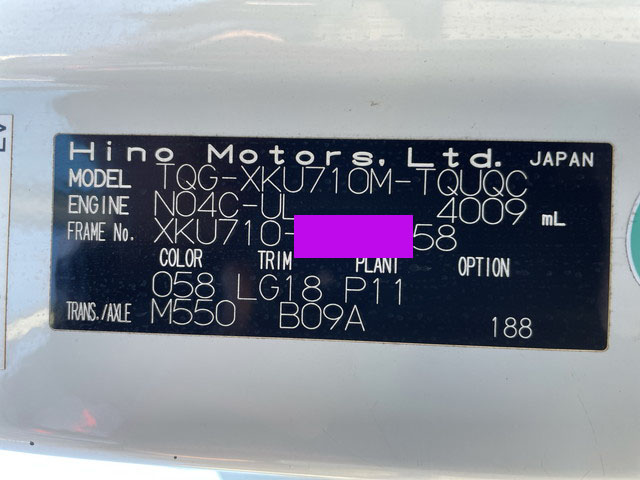 Hino Motors, Ltd. JAPAN
MODEL TQG-XKU710M-TQUQC
ENGINE N04C-UL 4009 mL
FRAME No. XKU710- 58
COLOR TRIM PLANT OPTION
058 LG18 P11
TRANS./AXLE M550 B09A 188